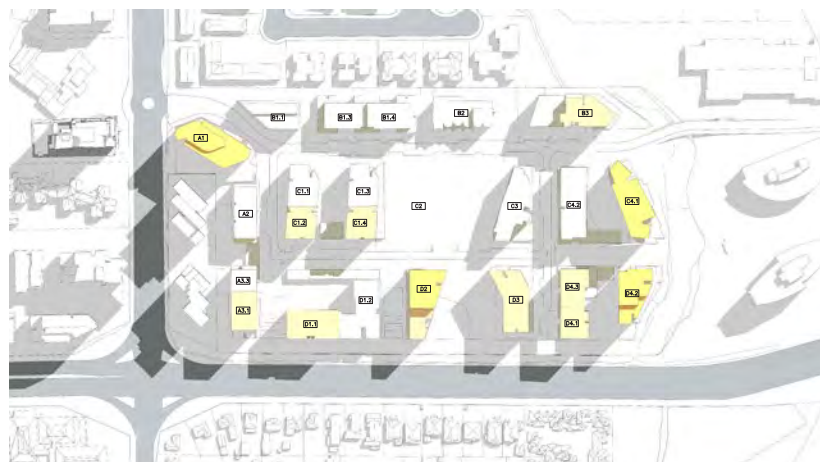 B1.1
B1.3
B1.4
B2
B3
A1
A2
C1.1
C1.3
C1.2
C1.4
C2
C3
C4.2
C4.1
A3.3
A3.1
D1.1
D1.2
D2
D3
D4.3
D4.2
D4.1